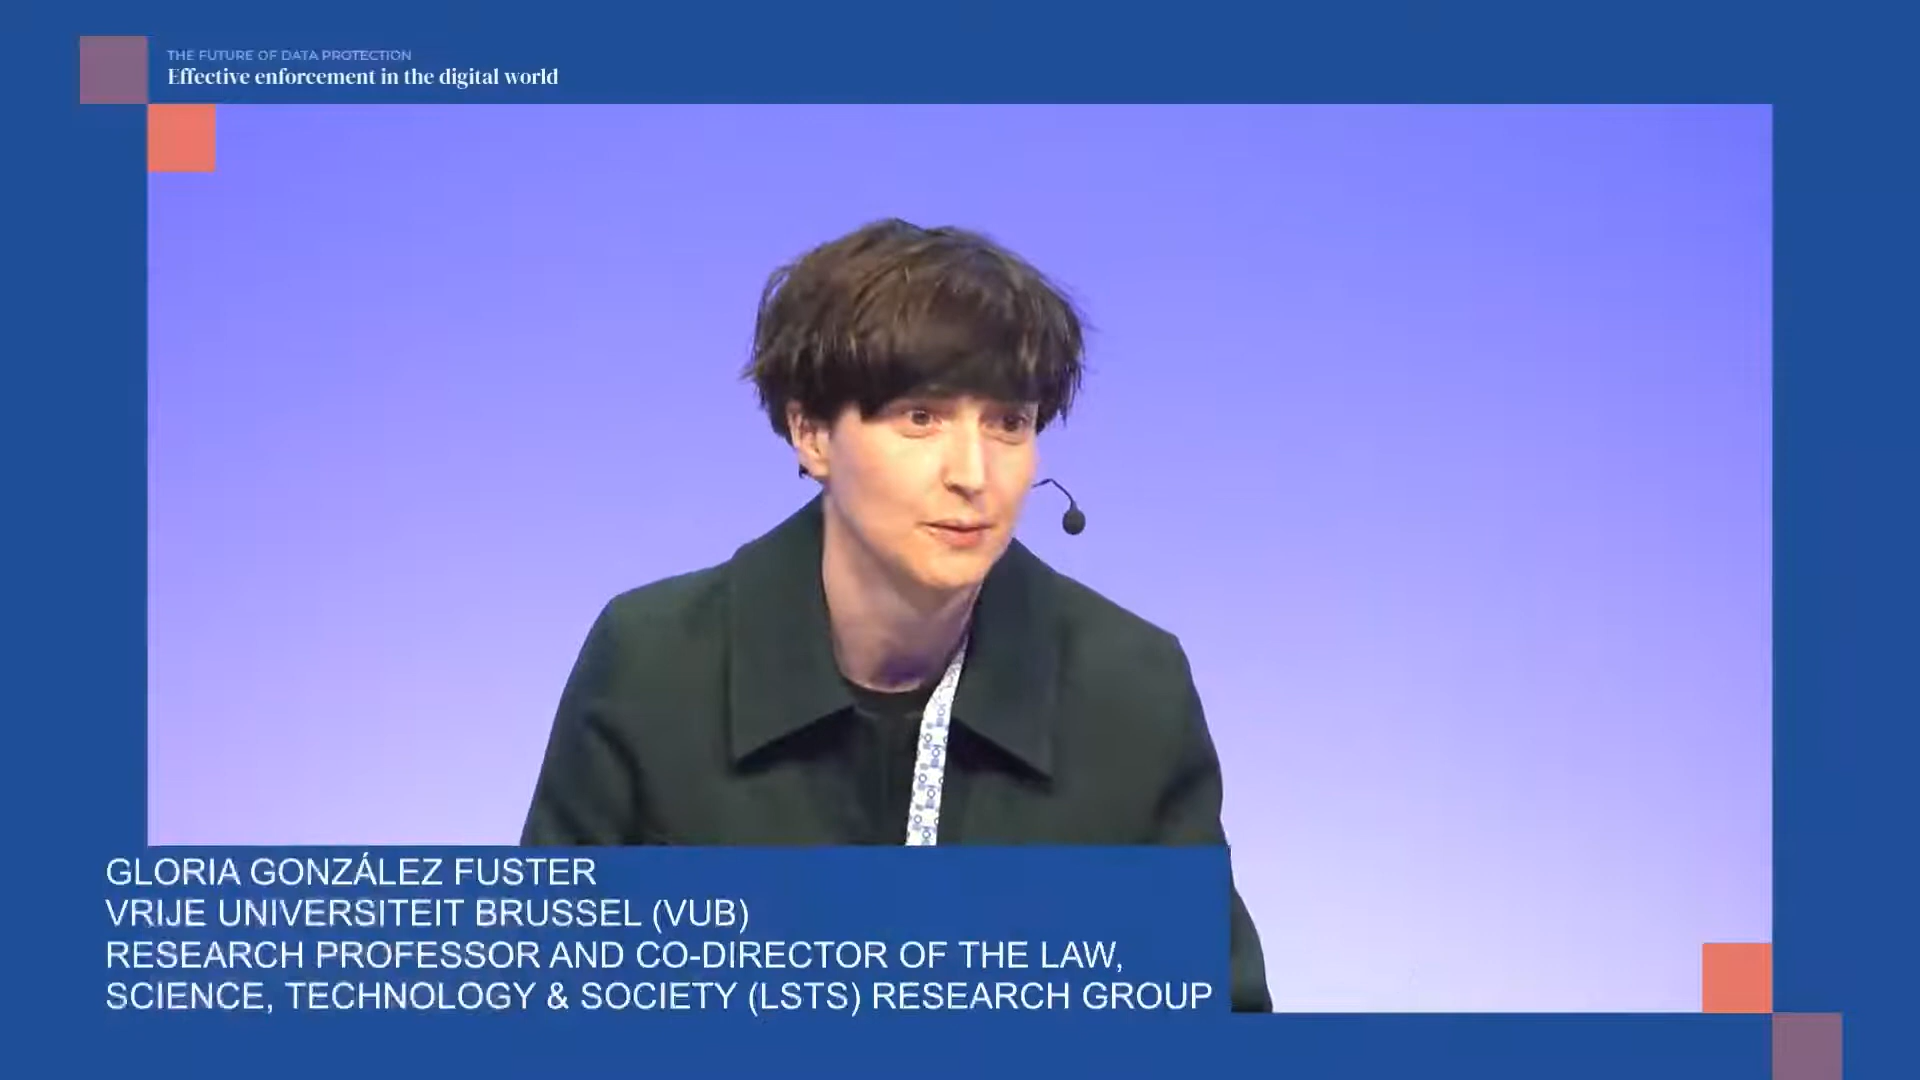 THE FUTURE OF DATA PROTECTION
Effective enforcement in the digital world
GLORIA GONZÁLEZ FUSTER
VRIJE UNIVERSITEIT BRUSSEL (VUB)
RESEARCH PROFESSOR AND CO-DIRECTOR OF THE LAW,
SCIENCE, TECHNOLOGY & SOCIETY (LSTS) RESEARCH GROUP